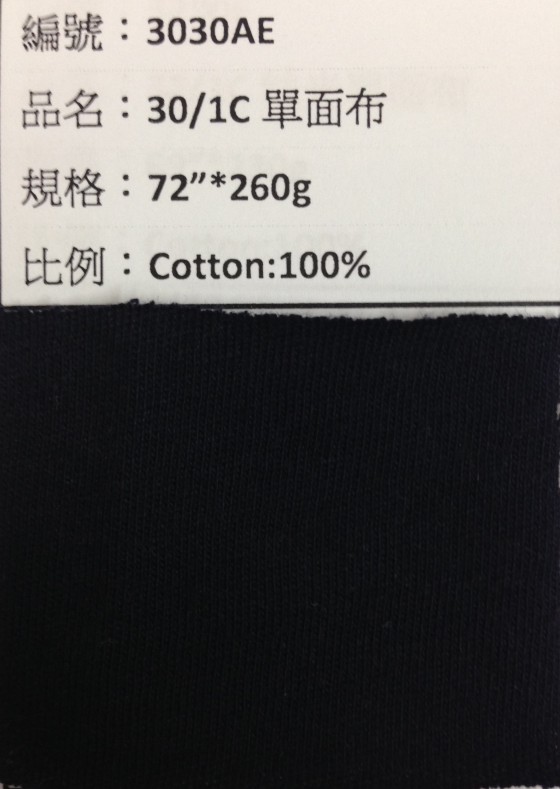 編號：3030AE
品名：30/1C 單面布
規格：72”*260g
比例：Cotton:100%